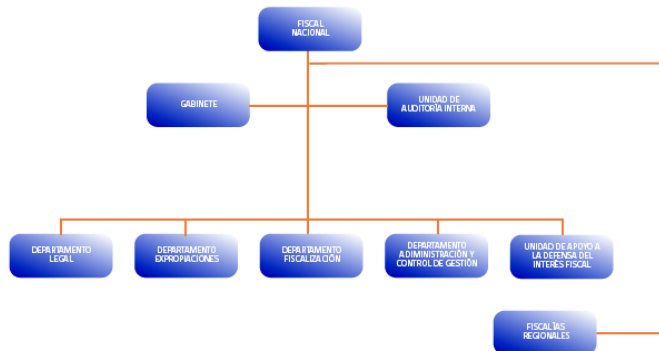 FISCAL
NACIONAL
GABINETE
UNIDAD DE
AUDITORÍA INTERNA
DEPARTAMENTO
LEGAL
DEPARTAMENTO
EXPROPIACIONES
DEPARTAMENTO
FISCALIZACIÓN
DEPARTAMENTO
ADIMINISTRACIÓN Y
CONTROL DE GESTIÓN
UNIDAD DE APOYO A
LA DEFENSA DEL
INTERÉS FISCAL
FISCALÍAS
REGIONALES